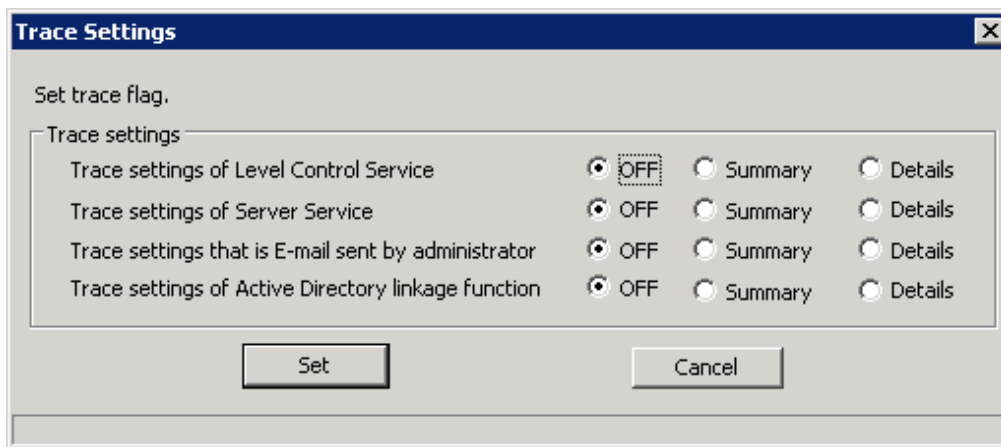 Trace Settings
Set trace flag.
Trace settings
Trace settings of Level Control Service OFF Summary Details
Trace settings of Server Service OFF Summary Details
Trace settings that is E-mail sent by administrator OFF Summary Details
Trace settings of Active Directory linkage function OFF Summary Details
Set Cancel